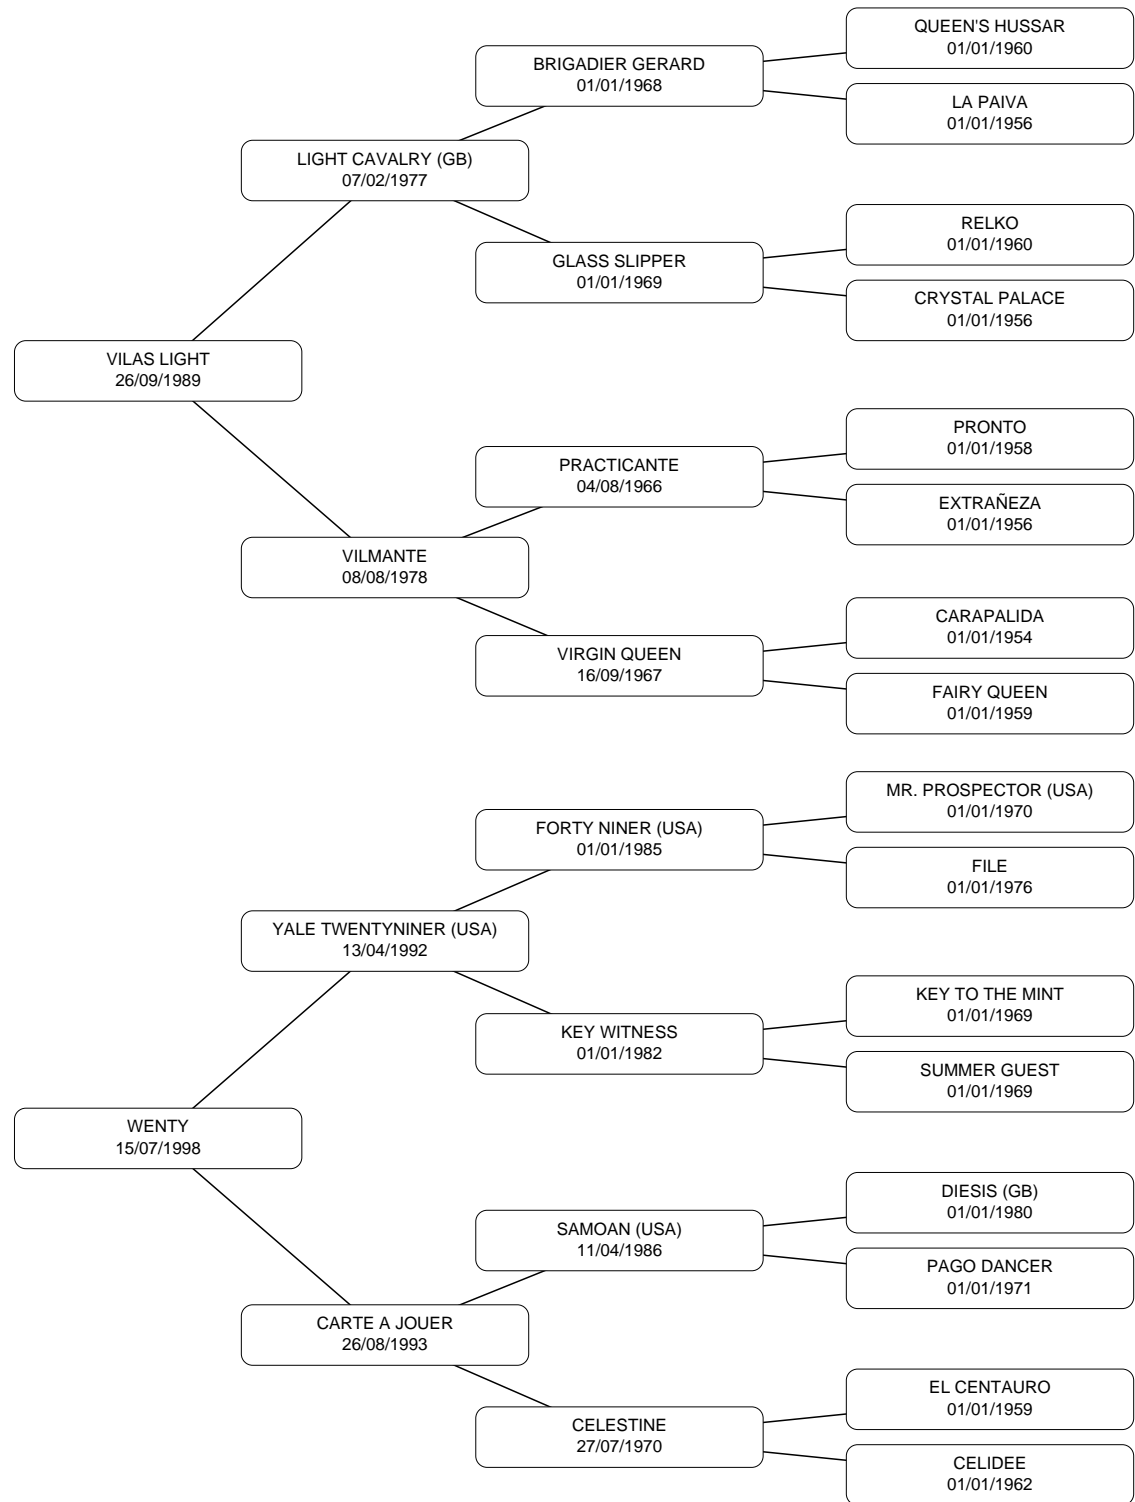 QUEEN'S HUSSAR
01/01/1960
BRIGADIER GERARD
01/01/1968
LA PAIVA
01/01/1956
LIGHT CAVALRY (GB)
07/02/1977
RELKO
01/01/1960
GLASS SLIPPER
01/01/1969
CRYSTAL PALACE
01/01/1956
VILAS LIGHT
26/09/1989
PRONTO
01/01/1958
PRACTICANTE
04/08/1966
EXTRAÑEZA
01/01/1956
VILMANTE
08/08/1978
CARAPALIDA
01/01/1954
VIRGIN QUEEN
16/09/1967
FAIRY QUEEN
01/01/1959
MR. PROSPECTOR (USA)
01/01/1970
FORTY NINER (USA)
01/01/1985
FILE
01/01/1976
YALE TWENTYNINER (USA)
13/04/1992
KEY TO THE MINT
01/01/1969
KEY WITNESS
01/01/1982
SUMMER GUEST
01/01/1969
WENTY
15/07/1998
DIESIS (GB)
01/01/1980
SAMOAN (USA)
11/04/1986
PAGO DANCER
01/01/1971
CARTE A JOUER
26/08/1993
EL CENTAURO
01/01/1959
CELESTINE
27/07/1970
CELIDEE
01/01/1962